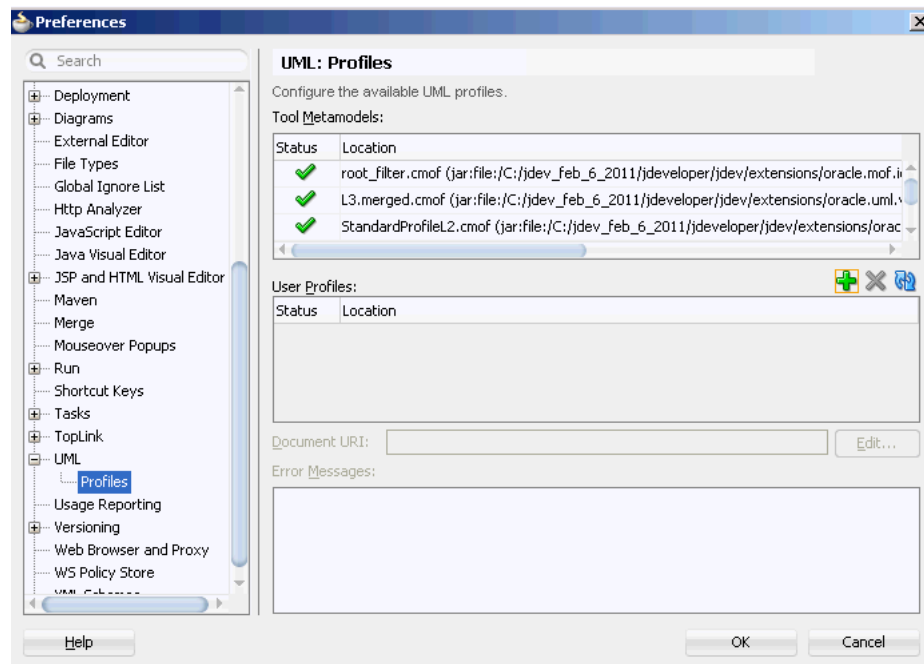 Preferences
Search
Deployment
Diagrams
External Editor
File Types
Global Ignore List
Http Analyzer
JavaScript Editor
Java Visual Editor
JSP and HTML Visual Editor
Maven
Merge
Mouseover Popups
Run
Shortcut Keys
Tasks
TopLink
UML
Profiles
Usage Reporting
Versioning
Web Browser and Proxy
WS Policy Store
XML Schemas
UML: Profiles
Configure the available UML profiles.
Tool Metamodels:
Status Location
root_filter.cmof (jar:file:/C:/jdev_feb_6_2011/jdeveloper/jdev/extensions/oracle.mof.i
L3.merged.cmof (jar:file:/C:/jdev_feb_6_2011/jdeveloper/jdev/extensions/oracle.uml.v
StandardProfileL2.cmof (jar:file:/C:/jdev_feb_6_2011/jdeveloper/jdev/extensions/orac
User Profiles:
Status Location
Document URI:
Edit...
Error Messages:
Help
OK
Cancel